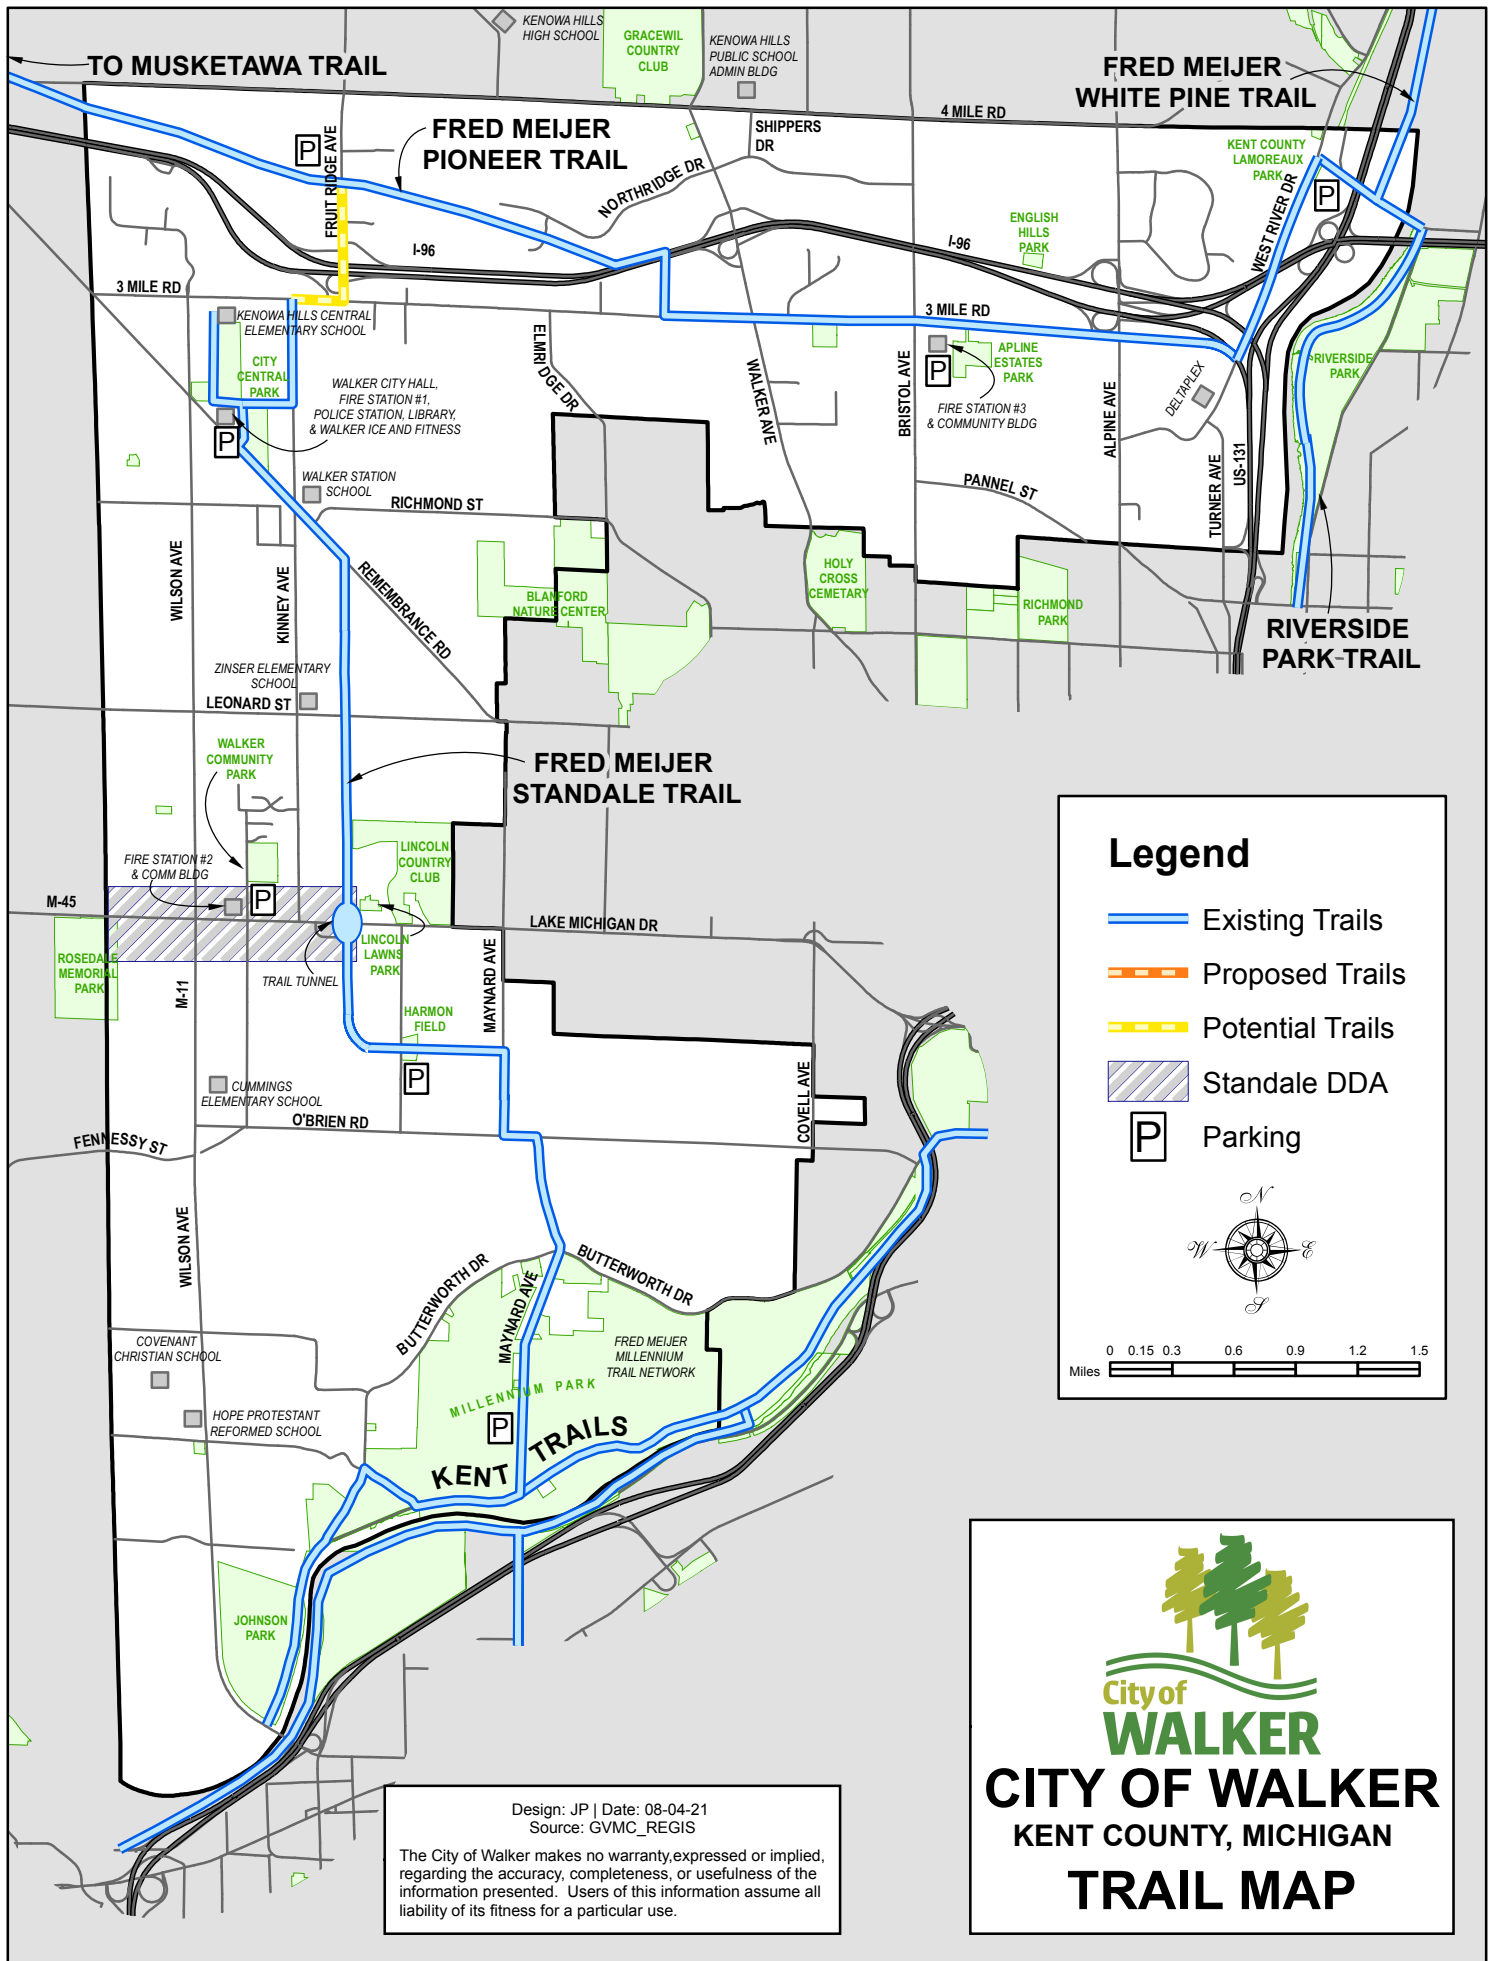 KENOWA HILLS
HIGH SCHOOL
GRACEWIL
COUNTRY
CLUB
KENOWA HILLS
PUBLIC SCHOOL
ADMIN BLDG
TO MUSKETAWA TRAIL
FRED MEIJER
WHITE PINE TRAIL
4 MILE RD
FRED MEIJER
PIONEER TRAIL
SHIPPERS
DR
KENT COUNTY
LAMOREAUX
PARK
P
FRUIT RIDGE AVE
NORTHRIDGE DR
P
WEST RIVER DR
ENGLISH
HILLS
PARK
I-96
I-96
3 MILE RD
3 MILE RD
KENOWA HILLS CENTRAL
ELEMENTARY SCHOOL
CITY
CENTRAL
PARK
WALKER CITY HALL,
FIRE STATION #1,
POLICE STATION, LIBRARY,
& WALKER ICE AND FITNESS
P
ELMRIDGE DR
WALKER AVE
BRISTOL AVE
P
APLINE
ESTATES
PARK
FIRE STATION #3
& COMMUNITY BLDG
ALPINE AVE
DELTAPLEX
RIVERSIDE
PARK
TURNER AVE
US-131
WALKER STATION
SCHOOL
RICHMOND ST
PANNEL ST
WILSON AVE
KINNEY AVE
REMEMBRANCE RD
BLANFORD
NATURE CENTER
HOLY
CROSS
CEMETARY
RICHMOND
PARK
RIVERSIDE
PARK TRAIL
ZINSER ELEMENTARY
SCHOOL
LEONARD ST
WALKER
COMMUNITY
PARK
FRED MEIJER
STANDALE TRAIL
FIRE STATION #2
& COMM BLDG
P
LINCOLN
COUNTRY
CLUB
M-45
LAKE MICHIGAN DR
ROSEDALE
MEMORIAL
PARK
M-11
TRAIL TUNNEL
LINCOLN
LAWNS
PARK
MAYNARD AVE
HARMON
FIELD
P
CUMMINGS
ELEMENTARY SCHOOL
O'BRIEN RD
FENNESSY ST
COVELL AVE
WILSON AVE
BUTTERWORTH DR
BUTTERWORTH DR
MAYNARD AVE
FRED MEIJER
MILLENNIUM
TRAIL NETWORK
MILLENNIUM PARK
P
KENT TRAILS
COVENANT
CHRISTIAN SCHOOL
HOPE PROTESTANT
REFORMED SCHOOL
JOHNSON
PARK
Legend
Existing Trails
Proposed Trails
Potential Trails
Standale DDA
P Parking
N
W E
S
0 0.15 0.3 0.6 0.9 1.2 1.5
Miles
City of
WALKER
CITY OF WALKER
KENT COUNTY, MICHIGAN
TRAIL MAP
Design: JP | Date: 08-04-21
Source: GVMC_REGIS
The City of Walker makes no warranty,expressed or implied,
regarding the accuracy, completeness, or usefulness of the
information presented. Users of this information assume all
liability of its fitness for a particular use.